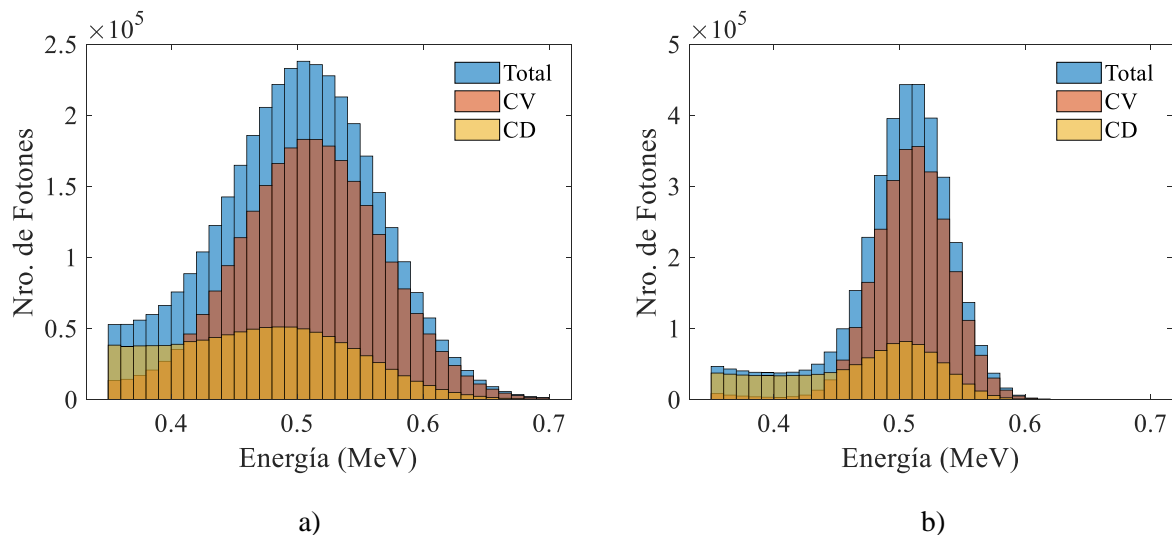 ×10^5
2.5
2
1.5
1
0.5
0
Nro. de Fotones
0.4 0.5 0.6 0.7
Energía (MeV)
Total
CV
CD
a)
×10^5
5
4
3
2
1
0
Nro. de Fotones
0.4 0.5 0.6 0.7
Energía (MeV)
Total
CV
CD
b)